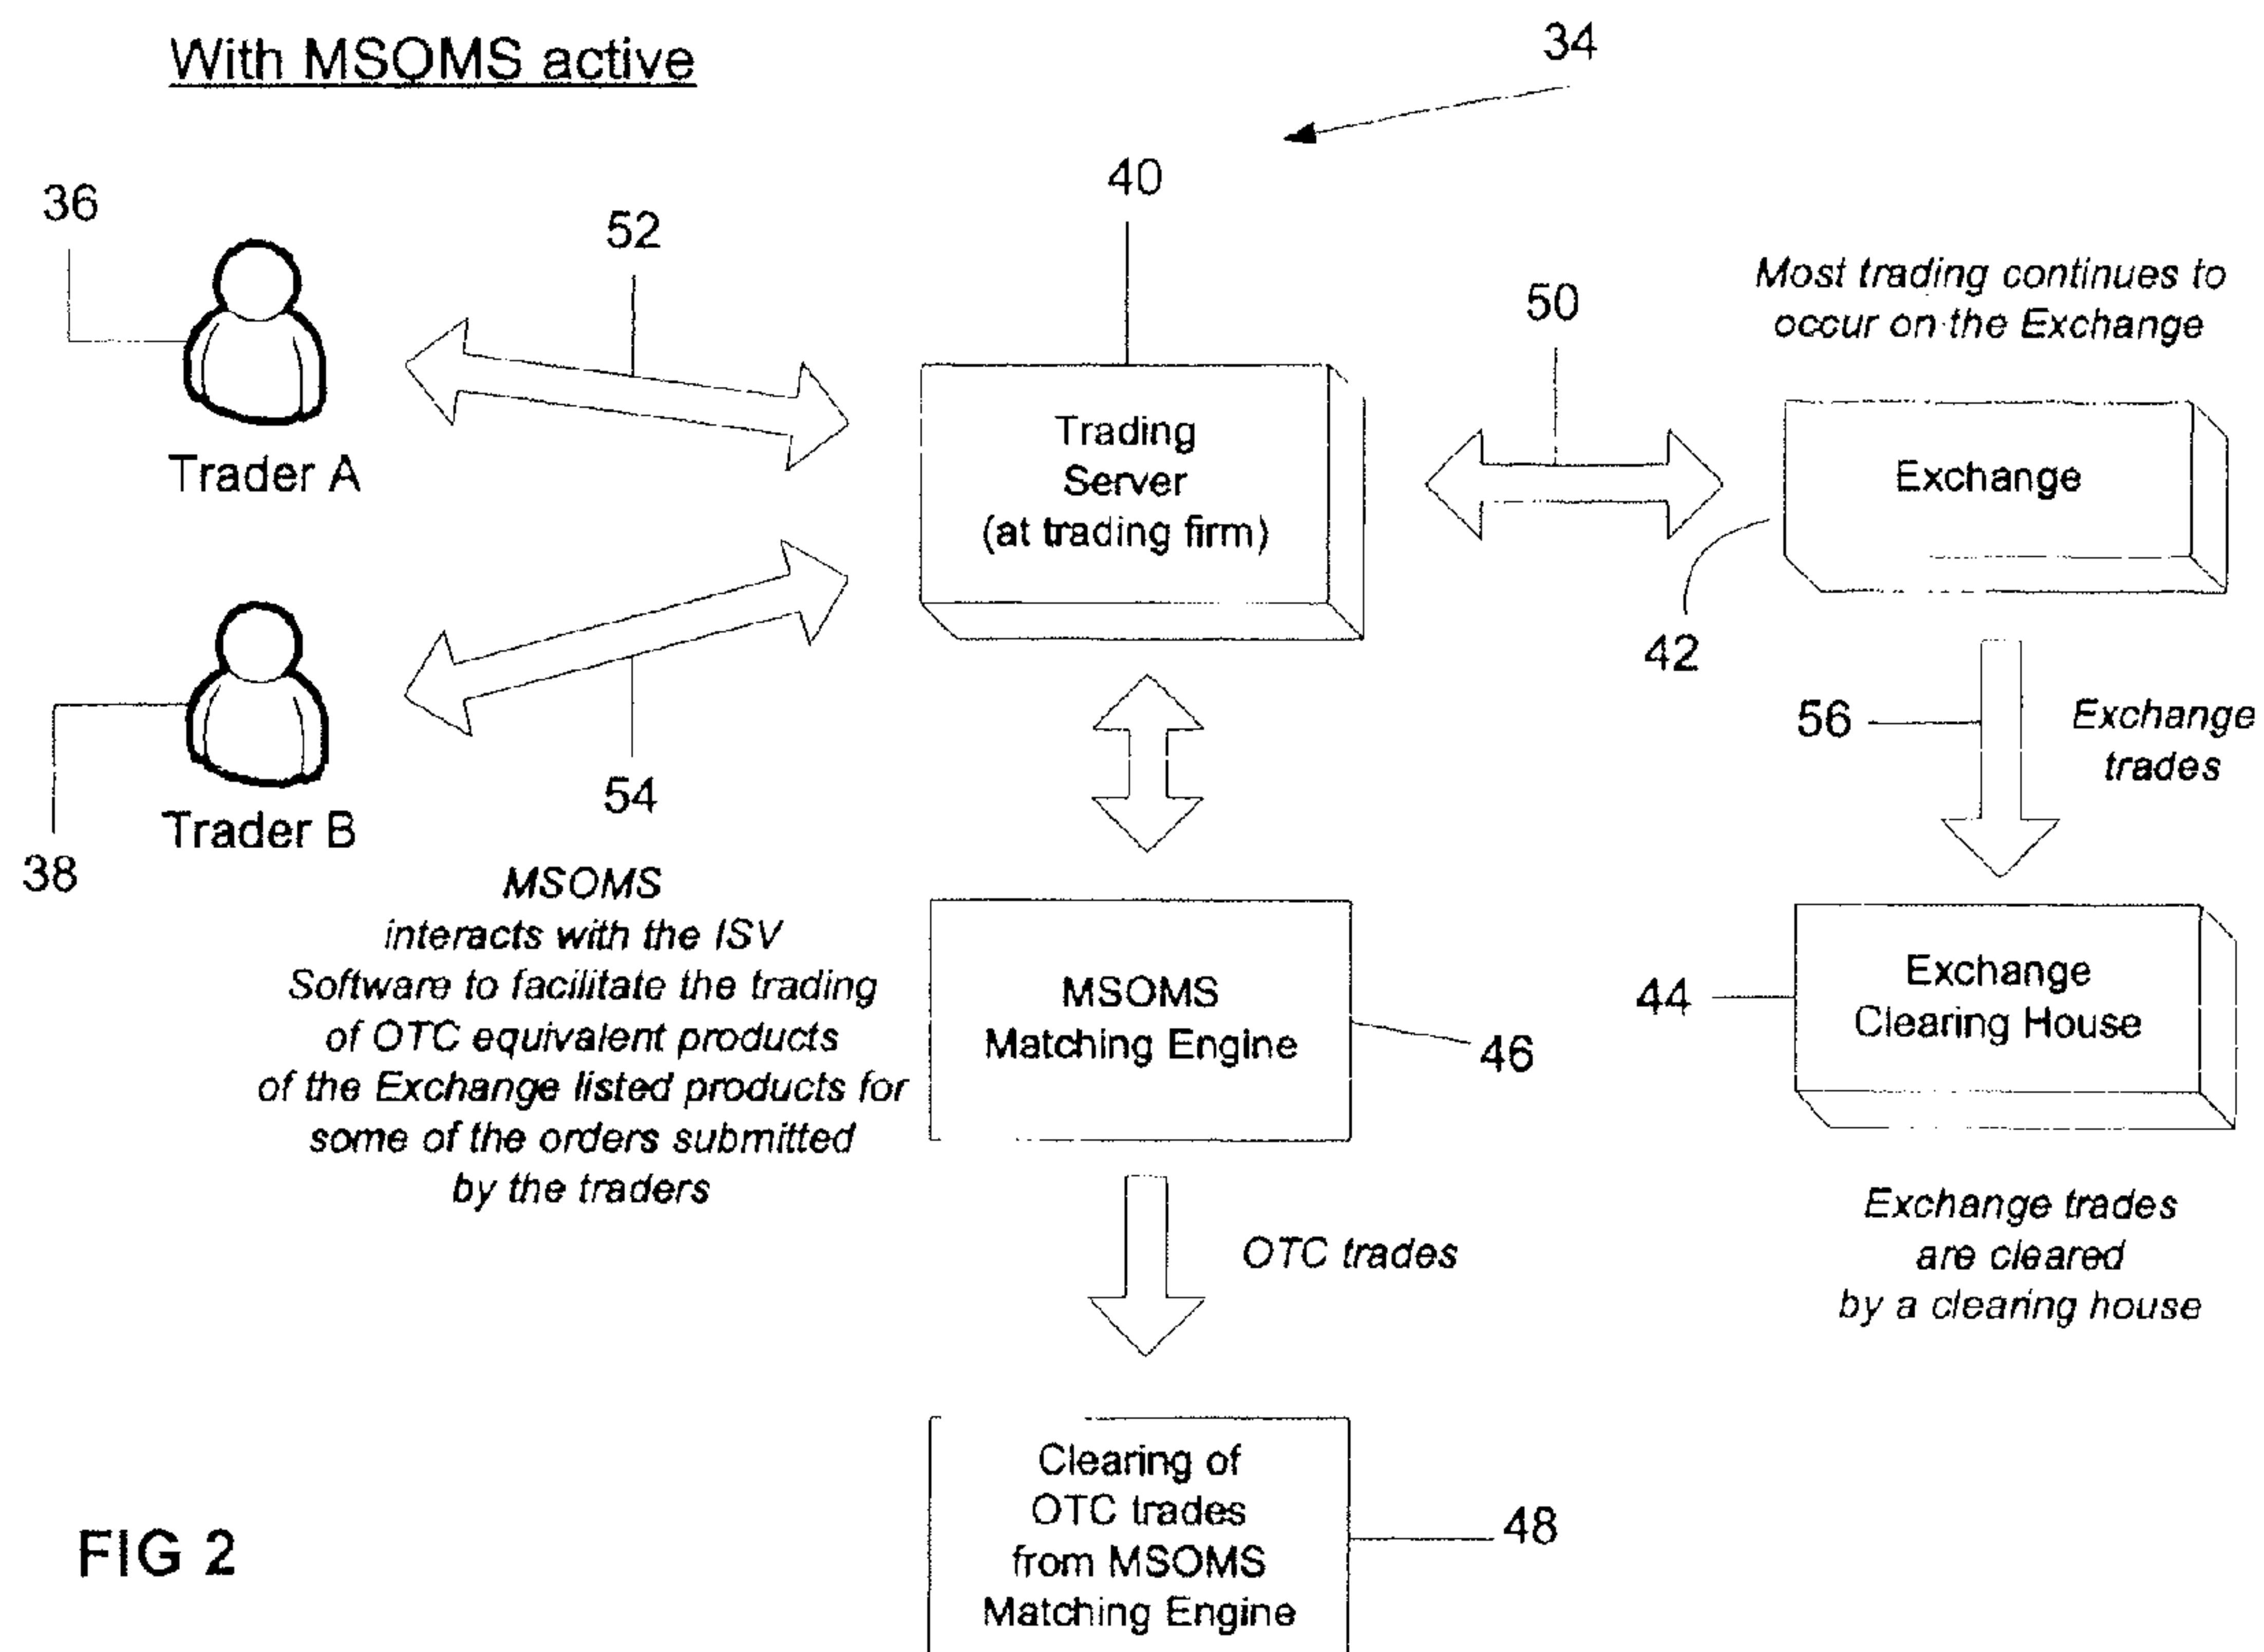 With MSOMS active
34
40
36
52
50
Most trading continues to
occur on the Exchange
Trading
Server
(at trading firm)
Exchange
Trader A
42
56
Exchange
trades
54
Trader B
38
MSOMS
interacts with the ISV
Software to facilitate the trading
of OTC equivalent products
of the Exchange listed products for
some of the orders submitted
by the traders
MSOMS
Matching Engine
46
44
Exchange
Clearing House
Exchange trades
are cleared
by a clearing house
OTC trades
Clearing of
OTC trades
from MSOMS
Matching Engine
48
FIG 2